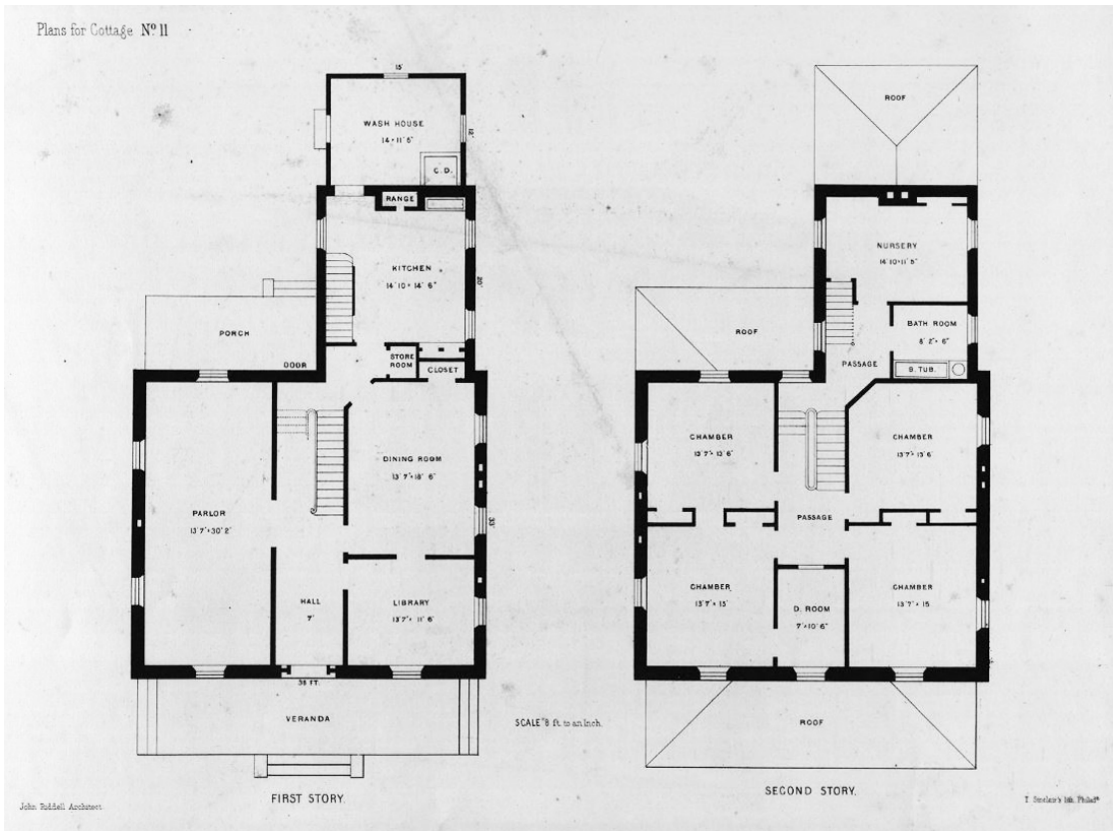 Plans for Cottage Nº 11
15'
WASH HOUSE
14 × 11' 5"
12'
C. D.
RANGE
KITCHEN
14' 10 × 14' 6"
20'
PORCH
DOOR
STORE
ROOM
CLOSET
DINING ROOM
13' 7" × 18' 6"
PARLOR
13' 7" × 30' 2"
33'
HALL
7'
LIBRARY
13' 7" × 11' 6"
38 FT.
VERANDA
FIRST STORY.
SCALE 8 ft. to an Inch.
ROOF
NURSERY
14' 10 × 11' 5"
ROOF
BATH ROOM
8' 2" × 6"
PASSAGE
B. TUB.
CHAMBER
13' 7" × 13' 6"
CHAMBER
13' 7" × 13' 6
PASSAGE
CHAMBER
13' 7" × 15'
D. ROOM
7' × 10' 6"
CHAMBER
13' 7" × 15
ROOF
SECOND STORY.
John Riddell Architect.
T. Sinclair's lith, Philadª